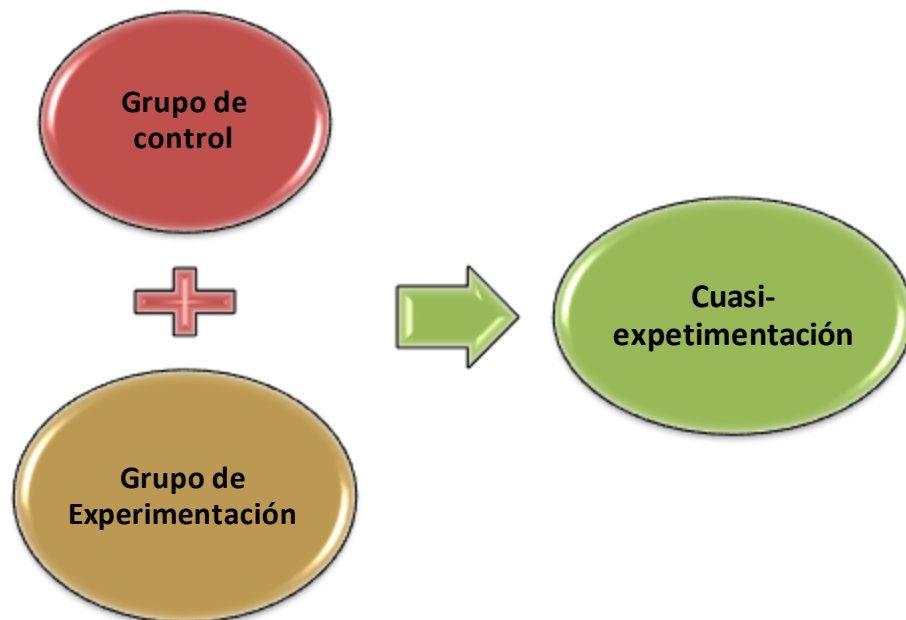 Grupo de
control
Grupo de
Experimentación
Cuasi-
expetimentación